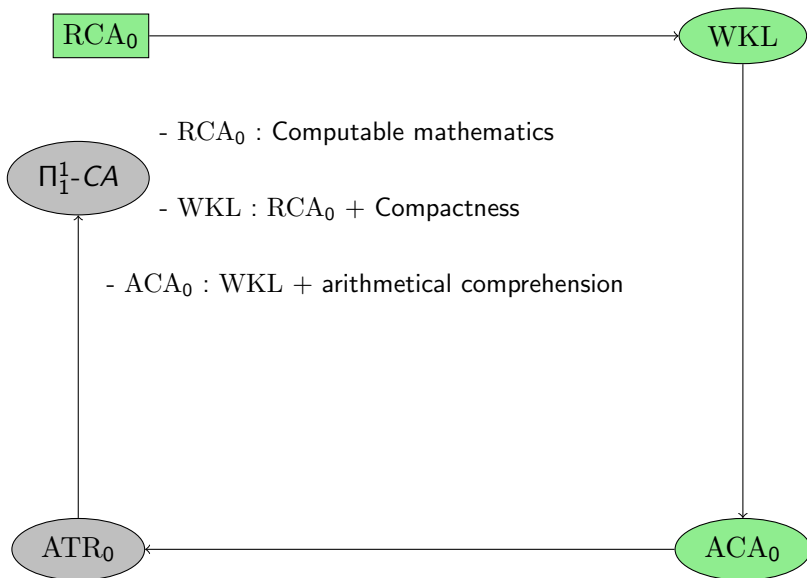 RCA₀
WKL
- RCA₀ : Computable mathematics
Π¹₁-CA
- WKL : RCA₀ + Compactness
- ACA₀ : WKL + arithmetical comprehension
ATR₀
ACA₀